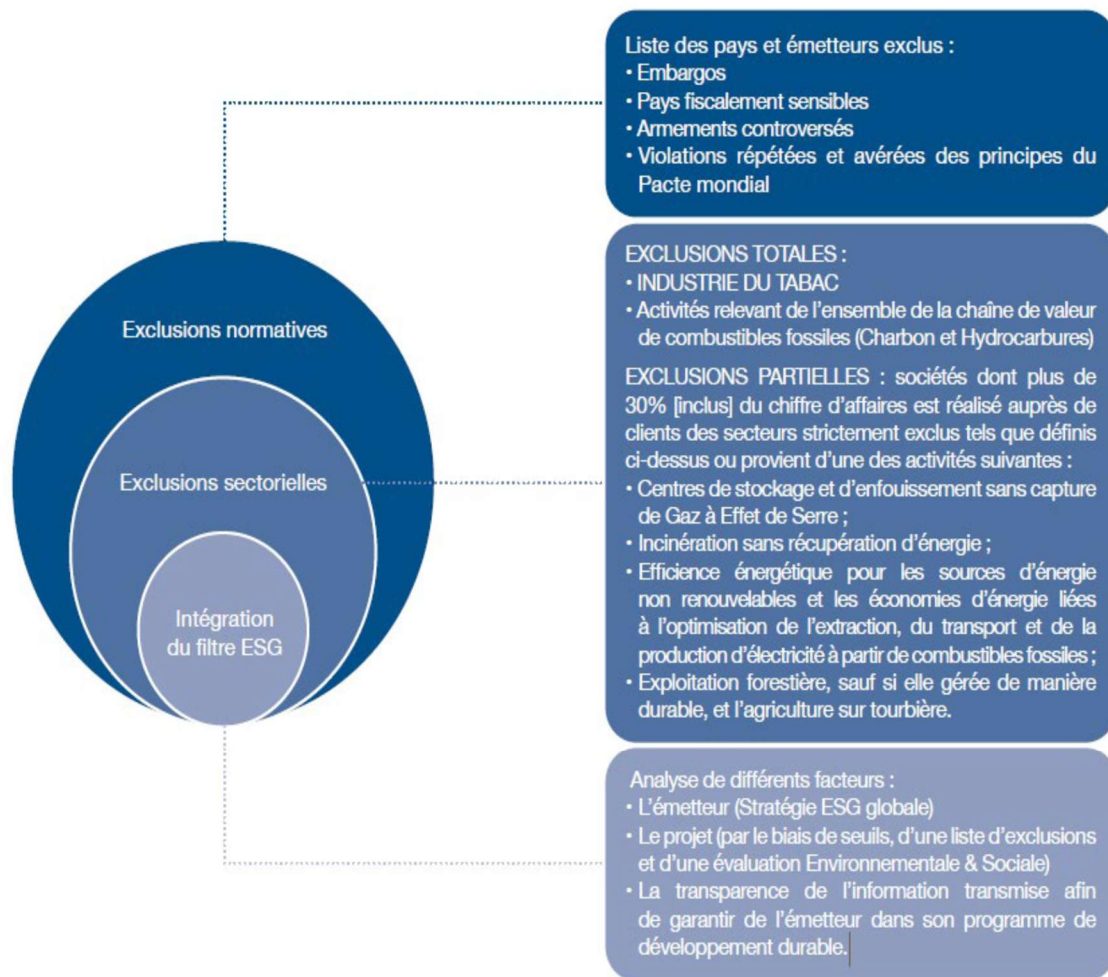 Liste des pays et émetteurs exclus :
• Embargos
• Pays fiscalement sensibles
• Armements controversés
• Violations répétées et avérées des principes du
Pacte mondial
Exclusions normatives
Exclusions sectorielles
Intégration
du filtre ESG
EXCLUSIONS TOTALES :
• INDUSTRIE DU TABAC
• Activités relevant de l'ensemble de la chaîne de valeur
de combustibles fossiles (Charbon et Hydrocarbures)
EXCLUSIONS PARTIELLES : sociétés dont plus de
30% [inclus] du chiffre d'affaires est réalisé auprès de
clients des secteurs strictement exclus tels que définis
ci-dessus ou provient d'une des activités suivantes :
• Centres de stockage et d'enfouissement sans capture
de Gaz à Effet de Serre ;
• Incinération sans récupération d'énergie ;
• Efficience énergétique pour les sources d'énergie
non renouvelables et les économies d'énergie liées
à l'optimisation de l'extraction, du transport et de la
production d'électricité à partir de combustibles fossiles ;
• Exploitation forestière, sauf si elle gérée de manière
durable, et l'agriculture sur tourbière.
Analyse de différents facteurs :
• L'émetteur (Stratégie ESG globale)
• Le projet (par le biais de seuils, d'une liste d'exclusions
et d'une évaluation Environnementale & Sociale)
• La transparence de l'information transmise afin
de garantir de l'émetteur dans son programme de
développement durable.